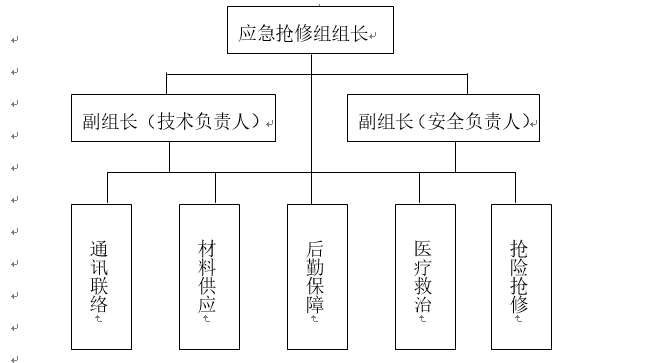 应急抢修组组长
副组长（技术负责人）
副组长（安全负责人）
通讯联络
材料供应
后勤保障
医疗救治
抢险抢修